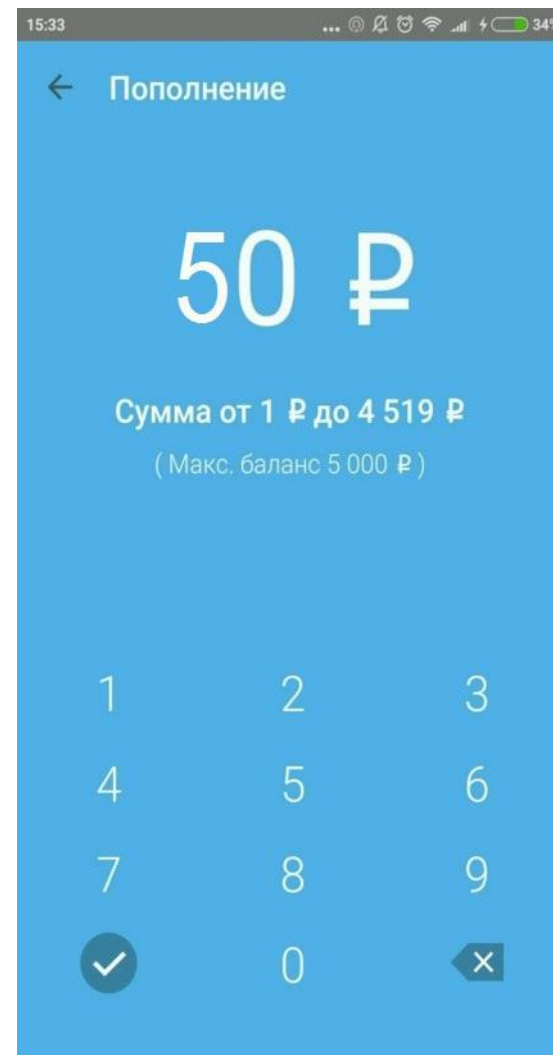 15:33 ... 34%
Пополнение
50 ₽
Сумма от 1 ₽ до 4 519 ₽
( Макс. баланс 5 000 ₽ )
1 2 3
4 5 6
7 8 9
0